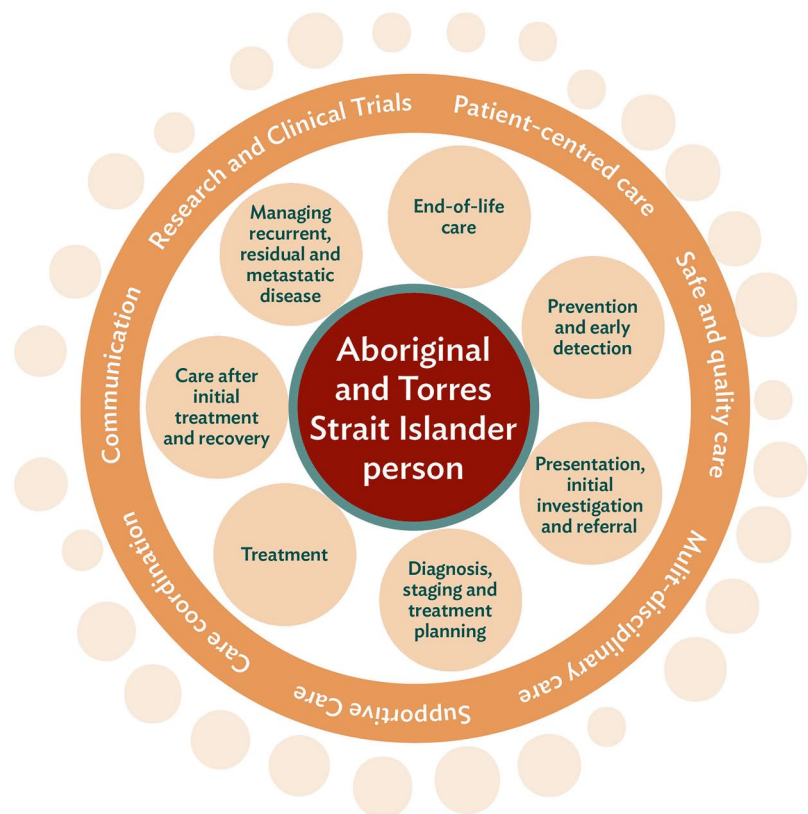 Research and Clinical Trials
Patient-centred care
Safe and quality care
Mulit-disciplinary care
Supportive Care
Care coordination
Communication
End-of-life
care
Prevention
and early
detection
Presentation,
initial
investigation
and referral
Diagnosis,
staging and
treatment
planning
Treatment
Care after
initial
treatment
and recovery
Managing
recurrent,
residual and
metastatic
disease
Aboriginal
and Torres
Strait Islander
person